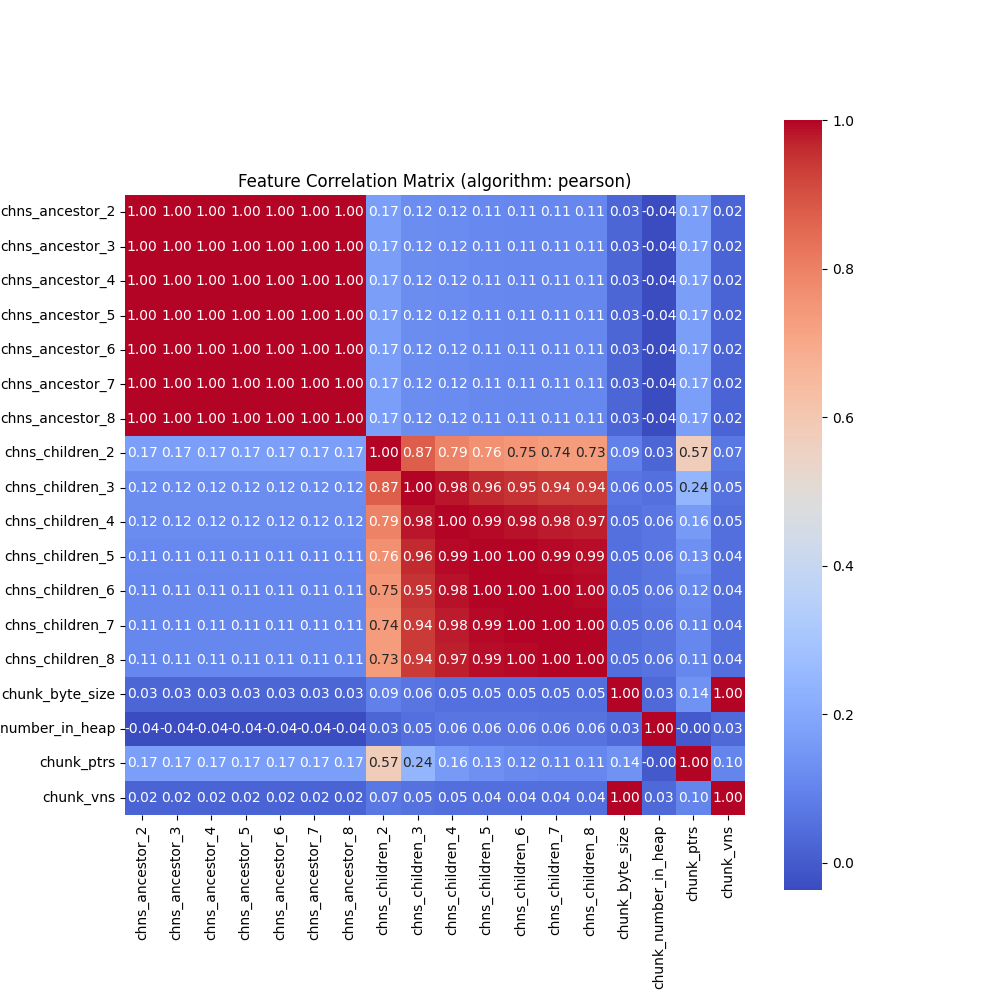 Feature Correlation Matrix (algorithm: pearson)
chns_ancestor_2 1.00 1.00 1.00 1.00 1.00 1.00 1.00 0.17 0.12 0.12 0.11 0.11 0.11 0.11 0.03 -0.04 0.17 0.02
chns_ancestor_3 1.00 1.00 1.00 1.00 1.00 1.00 1.00 0.17 0.12 0.12 0.11 0.11 0.11 0.11 0.03 -0.04 0.17 0.02
chns_ancestor_4 1.00 1.00 1.00 1.00 1.00 1.00 1.00 0.17 0.12 0.12 0.11 0.11 0.11 0.11 0.03 -0.04 0.17 0.02
chns_ancestor_5 1.00 1.00 1.00 1.00 1.00 1.00 1.00 0.17 0.12 0.12 0.11 0.11 0.11 0.11 0.03 -0.04 0.17 0.02
chns_ancestor_6 1.00 1.00 1.00 1.00 1.00 1.00 1.00 0.17 0.12 0.12 0.11 0.11 0.11 0.11 0.03 -0.04 0.17 0.02
chns_ancestor_7 1.00 1.00 1.00 1.00 1.00 1.00 1.00 0.17 0.12 0.12 0.11 0.11 0.11 0.11 0.03 -0.04 0.17 0.02
chns_ancestor_8 1.00 1.00 1.00 1.00 1.00 1.00 1.00 0.17 0.12 0.12 0.11 0.11 0.11 0.11 0.03 -0.04 0.17 0.02
chns_children_2 0.17 0.17 0.17 0.17 0.17 0.17 0.17 1.00 0.87 0.79 0.76 0.75 0.74 0.73 0.09 0.03 0.57 0.07
chns_children_3 0.12 0.12 0.12 0.12 0.12 0.12 0.12 0.87 1.00 0.98 0.96 0.95 0.94 0.94 0.06 0.05 0.24 0.05
chns_children_4 0.12 0.12 0.12 0.12 0.12 0.12 0.12 0.79 0.98 1.00 0.99 0.98 0.98 0.97 0.05 0.06 0.16 0.05
chns_children_5 0.11 0.11 0.11 0.11 0.11 0.11 0.11 0.76 0.96 0.99 1.00 1.00 0.99 0.99 0.05 0.06 0.13 0.04
chns_children_6 0.11 0.11 0.11 0.11 0.11 0.11 0.11 0.75 0.95 0.98 1.00 1.00 1.00 1.00 0.05 0.06 0.12 0.04
chns_children_7 0.11 0.11 0.11 0.11 0.11 0.11 0.11 0.74 0.94 0.98 0.99 1.00 1.00 1.00 0.05 0.06 0.11 0.04
chns_children_8 0.11 0.11 0.11 0.11 0.11 0.11 0.11 0.73 0.94 0.97 0.99 1.00 1.00 1.00 0.05 0.06 0.11 0.04
chunk_byte_size 0.03 0.03 0.03 0.03 0.03 0.03 0.03 0.09 0.06 0.05 0.05 0.05 0.05 0.05 1.00 0.03 0.14 1.00
number_in_heap -0.04 -0.04 -0.04 -0.04 -0.04 -0.04 -0.04 0.03 0.05 0.06 0.06 0.06 0.06 0.06 0.03 1.00 -0.00 0.03
chunk_ptrs 0.17 0.17 0.17 0.17 0.17 0.17 0.17 0.57 0.24 0.16 0.13 0.12 0.11 0.11 0.14 -0.00 1.00 0.10
chunk_vns 0.02 0.02 0.02 0.02 0.02 0.02 0.02 0.07 0.05 0.05 0.04 0.04 0.04 0.04 1.00 0.03 0.10 1.00
chns_ancestor_2
chns_ancestor_3
chns_ancestor_4
chns_ancestor_5
chns_ancestor_6
chns_ancestor_7
chns_ancestor_8
chns_children_2
chns_children_3
chns_children_4
chns_children_5
chns_children_6
chns_children_7
chns_children_8
chunk_byte_size
chunk_number_in_heap
chunk_ptrs
chunk_vns
1.0
0.8
0.6
0.4
0.2
0.0